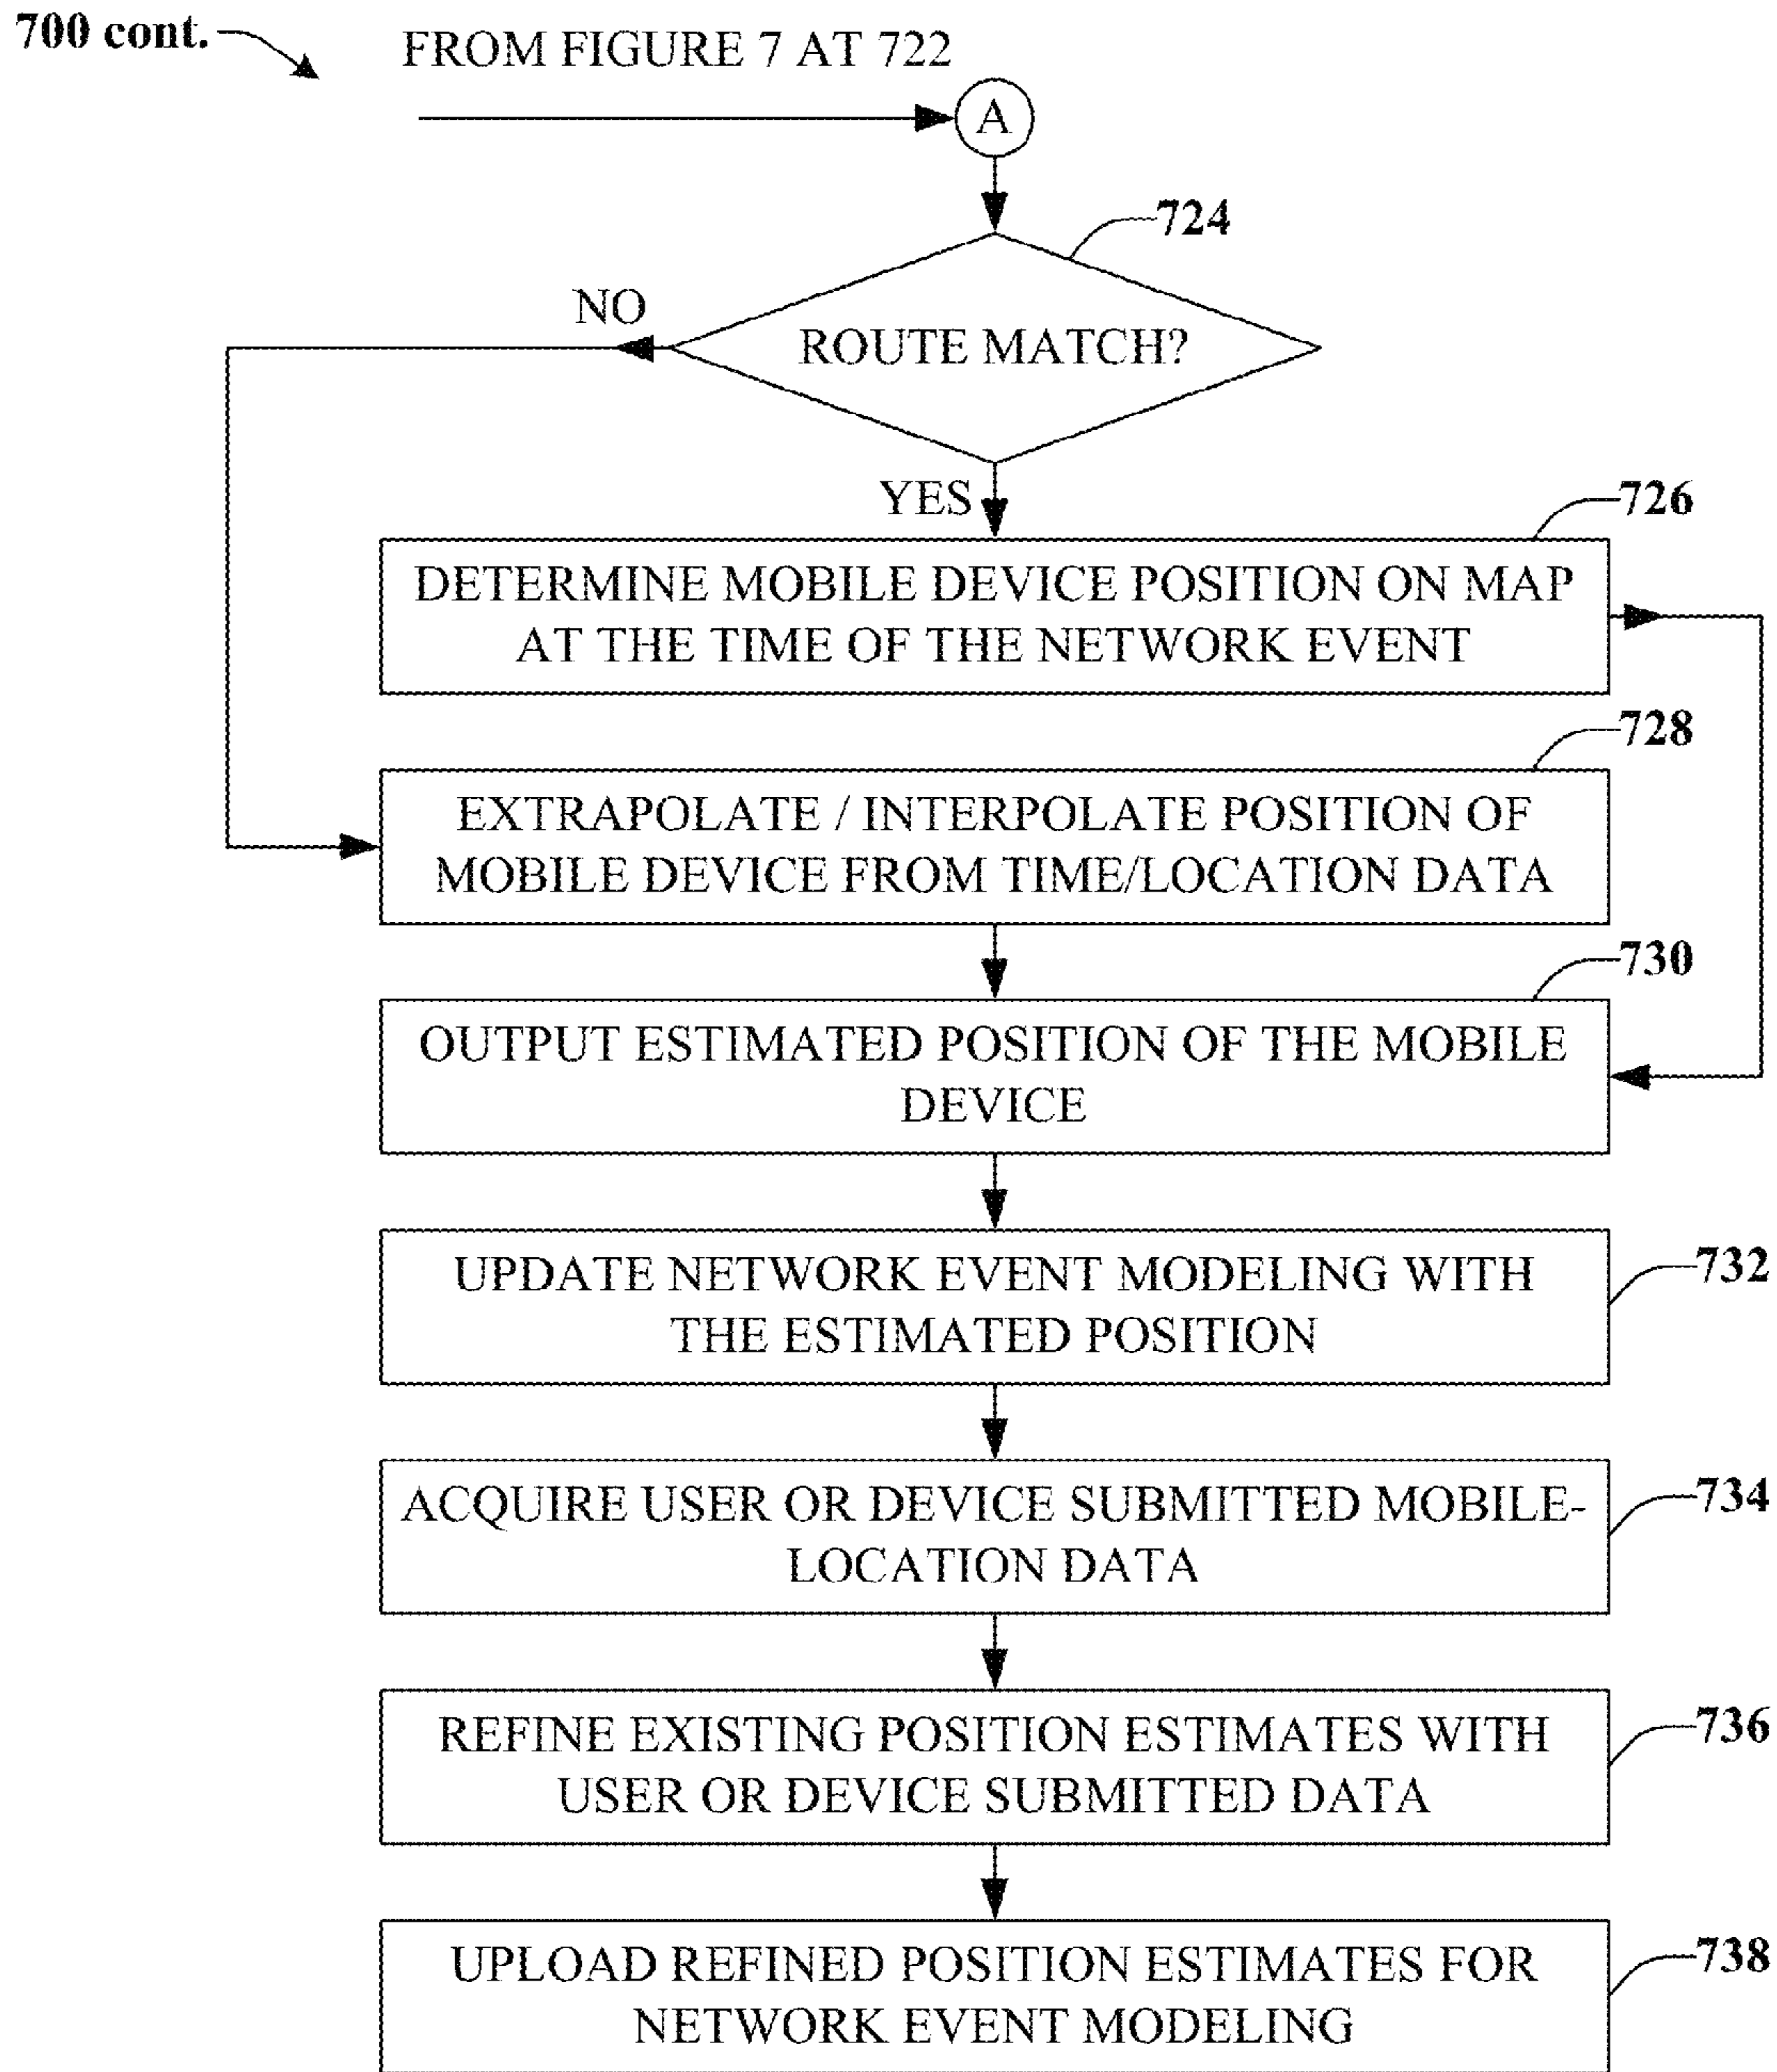 700 cont.
FROM FIGURE 7 AT 722
A
724
NO
ROUTE MATCH?
YES
726
DETERMINE MOBILE DEVICE POSITION ON MAP
AT THE TIME OF THE NETWORK EVENT
728
EXTRAPOLATE / INTERPOLATE POSITION OF
MOBILE DEVICE FROM TIME/LOCATION DATA
730
OUTPUT ESTIMATED POSITION OF THE MOBILE
DEVICE
732
UPDATE NETWORK EVENT MODELING WITH
THE ESTIMATED POSITION
734
ACQUIRE USER OR DEVICE SUBMITTED MOBILE-
LOCATION DATA
736
REFINE EXISTING POSITION ESTIMATES WITH
USER OR DEVICE SUBMITTED DATA
738
UPLOAD REFINED POSITION ESTIMATES FOR
NETWORK EVENT MODELING